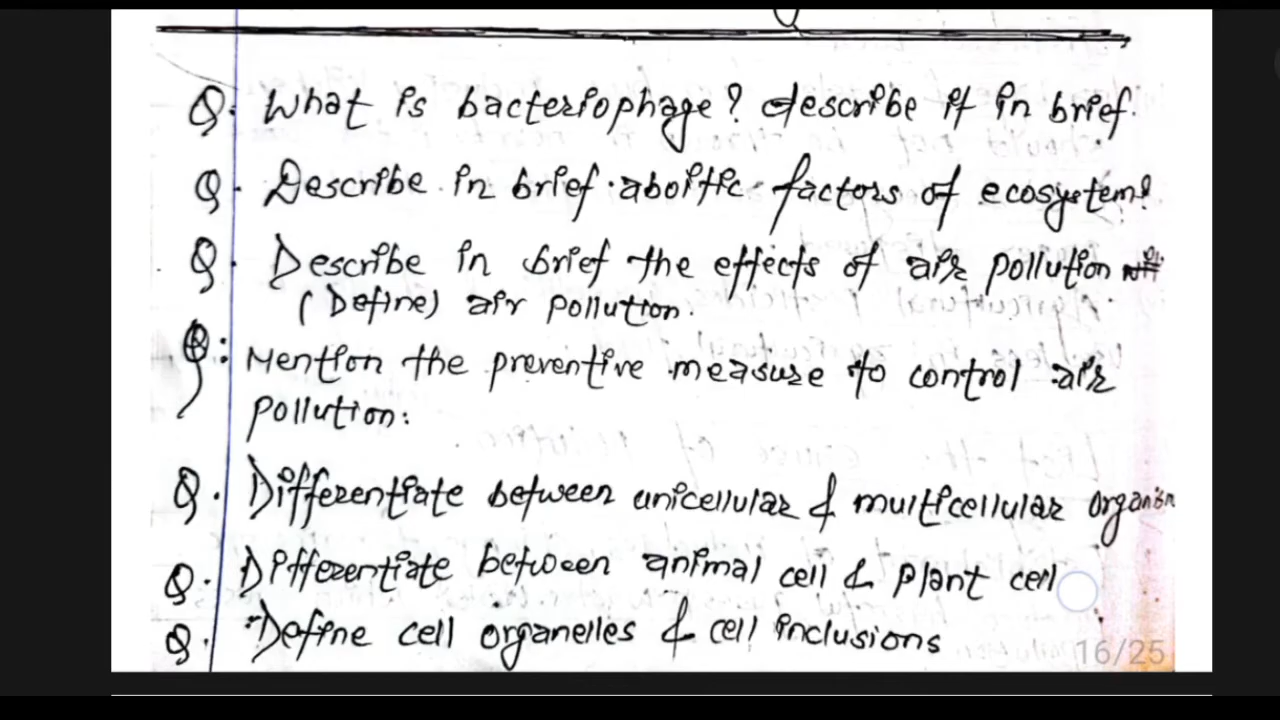 Q. What is bacteriophage? describe it in brief.
Q. Describe in brief aboitic factors of ecosystem?
Q. Describe in brief the effects of air pollution
(Define) air pollution.
Q: Mention the preventive measure to control air
pollution:
Q. Differentiate between unicellular & multicellular organism
Q. Differentiate between animal cell & plant cell
Q. Define cell organelles & cell inclusions
16/25